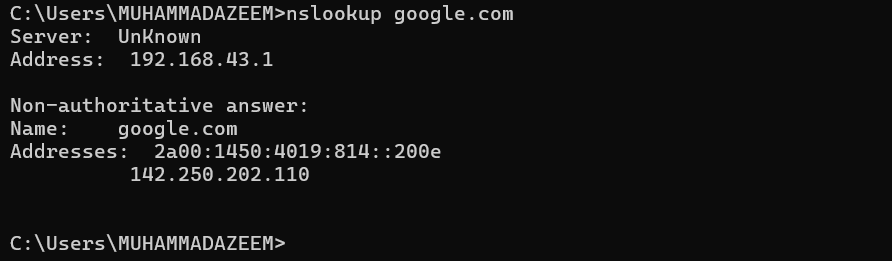 C:\Users\MUHAMMADAZEEM>nslookup google.com
Server:  UnKnown
Address:  192.168.43.1

Non-authoritative answer:
Name:    google.com
Addresses:  2a00:1450:4019:814::200e
          142.250.202.110


C:\Users\MUHAMMADAZEEM>